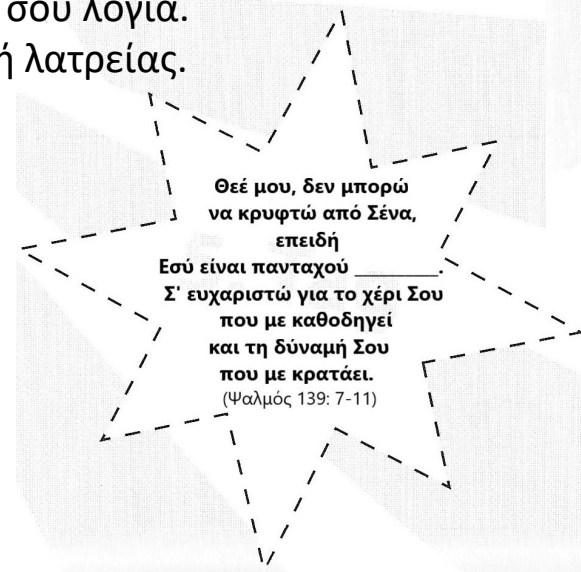 σου λόγια.
ή λατρείας.
Θεέ μου, δεν μπορώ
να κρυφτώ από Σένα,
επειδή
Εσύ είναι πανταχού __________.
Σ' ευχαριστώ για το χέρι Σου
που με καθοδηγεί
και τη δύναμή Σου
που με κρατάει.
(Ψαλμός 139: 7-11)